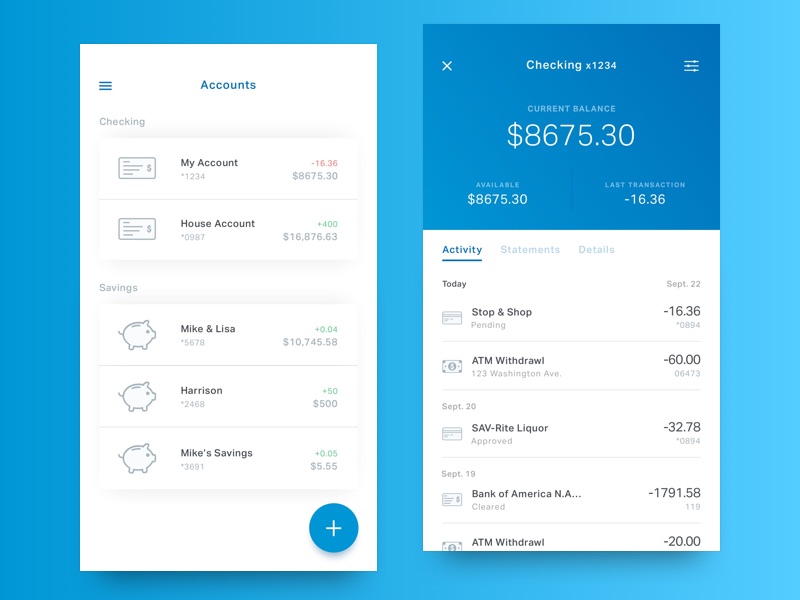 Accounts
Checking
My Account -16.36
*1234 $8675.30
House Account +400
*0987 $16,876.63
Savings
Mike & Lisa +0.04
*5678 $10,745.58
Harrison +50
*2468 $500
Mike's Savings +0.05
*3691 $5.55
Checking x1234
CURRENT BALANCE
$8675.30
AVAILABLE LAST TRANSACTION
$8675.30 -16.36
Activity Statements Details
Today Sept. 22
Stop & Shop -16.36
Pending *0894
ATM Withdrawl -60.00
123 Washington Ave. 06473
Sept. 20
SAV-Rite Liquor -32.78
Approved *0894
Sept. 19
Bank of America N.A... -1791.58
Cleared 119
ATM Withdrawl -20.00